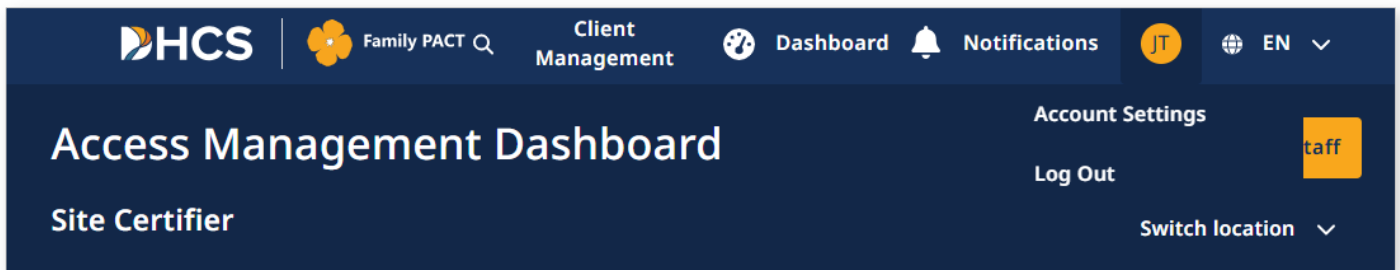 DHCS
Family PACT
Client
Management
Dashboard
Notifications
JT
EN
Account Settings
Access Management Dashboard
taff
Log Out
Site Certifier
Switch location